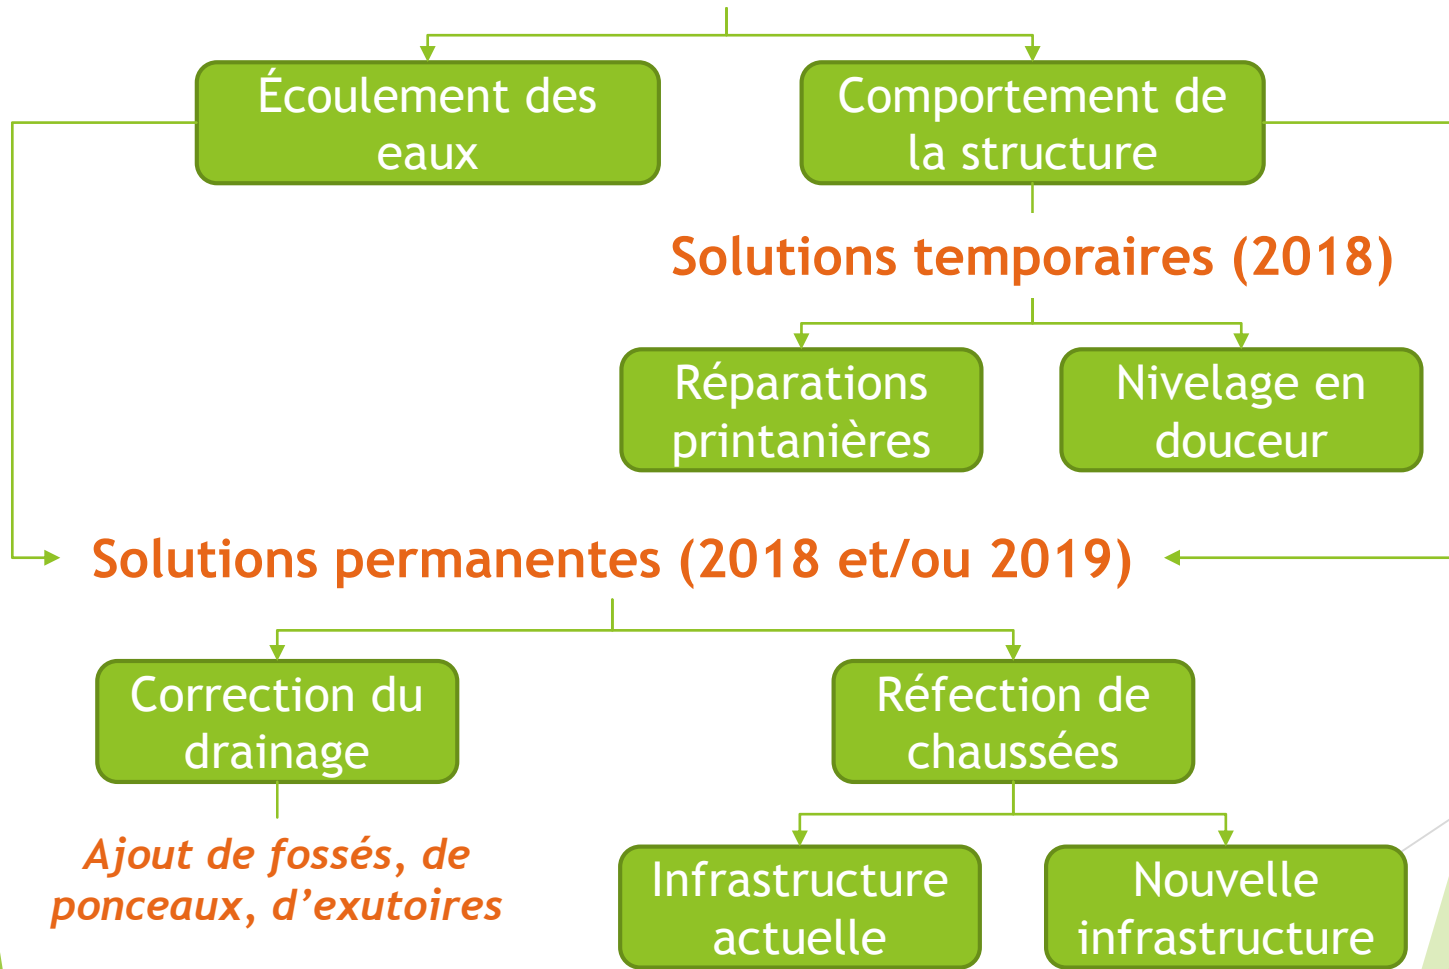 Écoulement des
eaux
Comportement de
la structure
Solutions temporaires (2018)
Réparations
printanières
Nivelage en
douceur
Solutions permanentes (2018 et/ou 2019)
Correction du
drainage
Réfection de
chaussées
Ajout de fossés, de
ponceaux, d’exutoires
Infrastructure
actuelle
Nouvelle
infrastructure